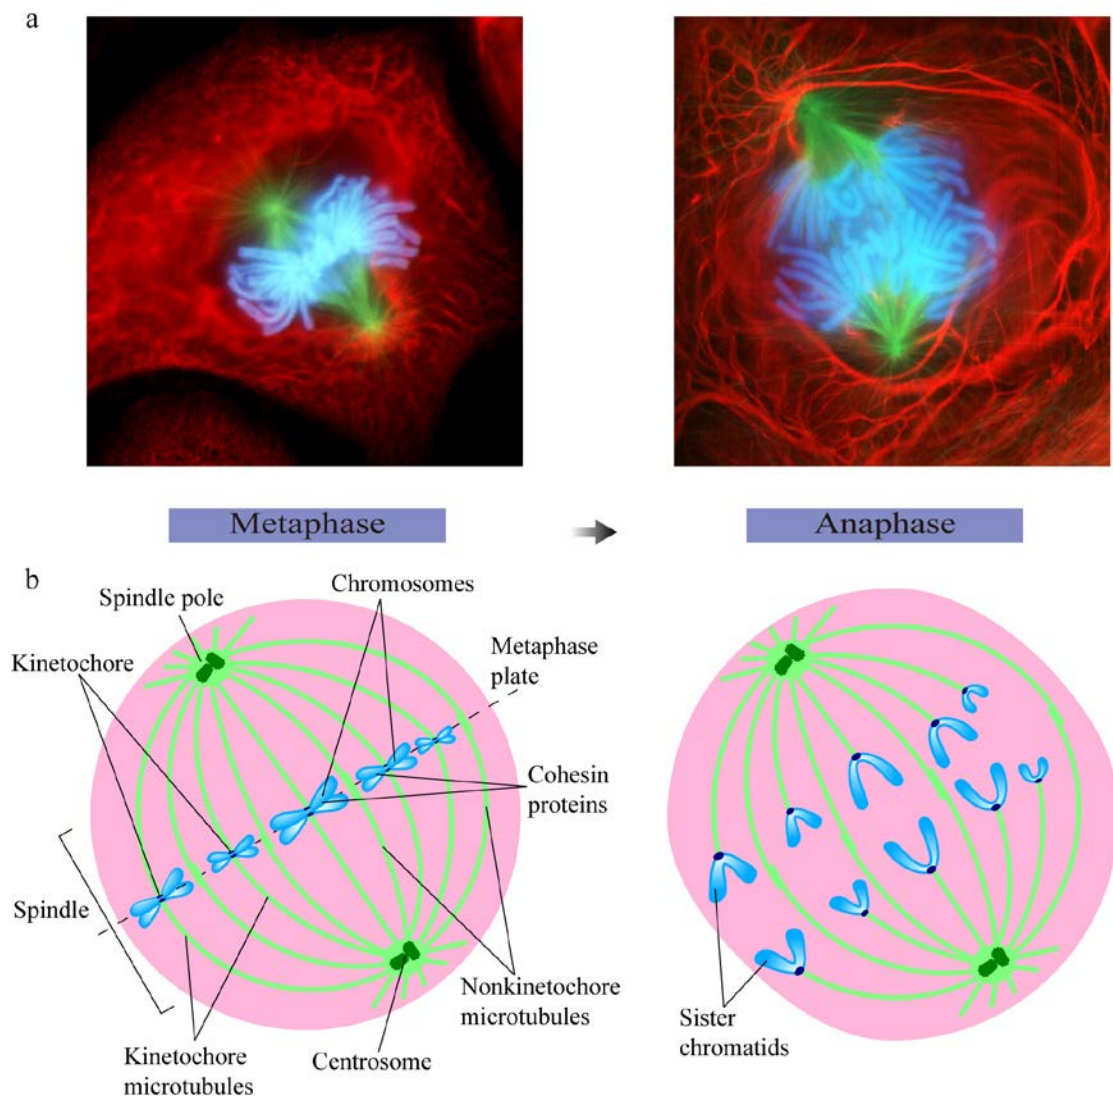 a
Metaphase
Anaphase
b
Spindle pole
Chromosomes
Kinetochore
Metaphase
plate
Cohesin
proteins
Spindle
Nonkinetochore
microtubules
Kinetochore
microtubules
Centrosome
Sister
chromatids